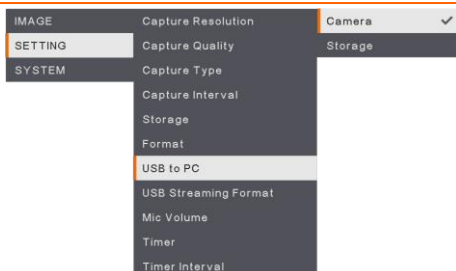 IMAGE
SETTING
SYSTEM
Capture Resolution
Capture Quality
Capture Type
Capture Interval
Storage
Format
USB to PC
USB Streaming Format
Mic Volume
Timer
Timer Interval
Camera
Storage